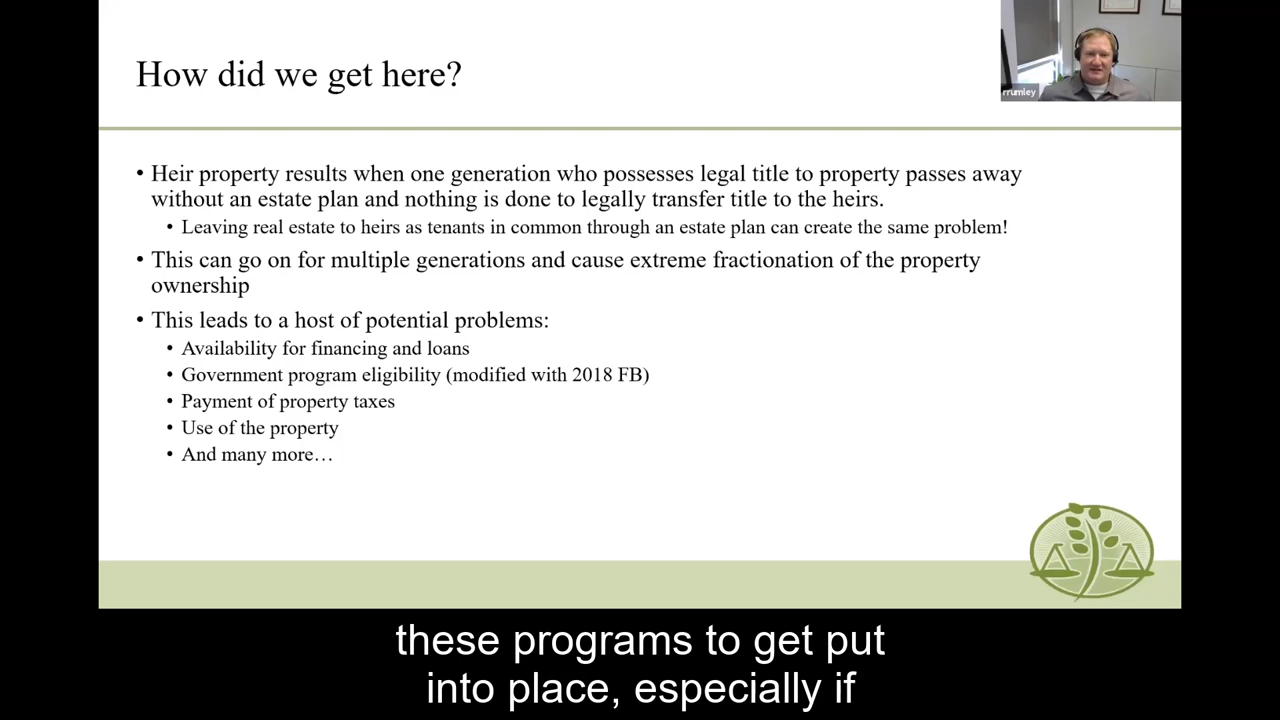 How did we get here?
rrumley
• Heir property results when one generation who possesses legal title to property passes away
without an estate plan and nothing is done to legally transfer title to the heirs.
• Leaving real estate to heirs as tenants in common through an estate plan can create the same problem!
• This can go on for multiple generations and cause extreme fractionation of the property
ownership
• This leads to a host of potential problems:
• Availability for financing and loans
• Government program eligibility (modified with 2018 FB)
• Payment of property taxes
• Use of the property
• And many more…
these programs to get put
into place, especially if